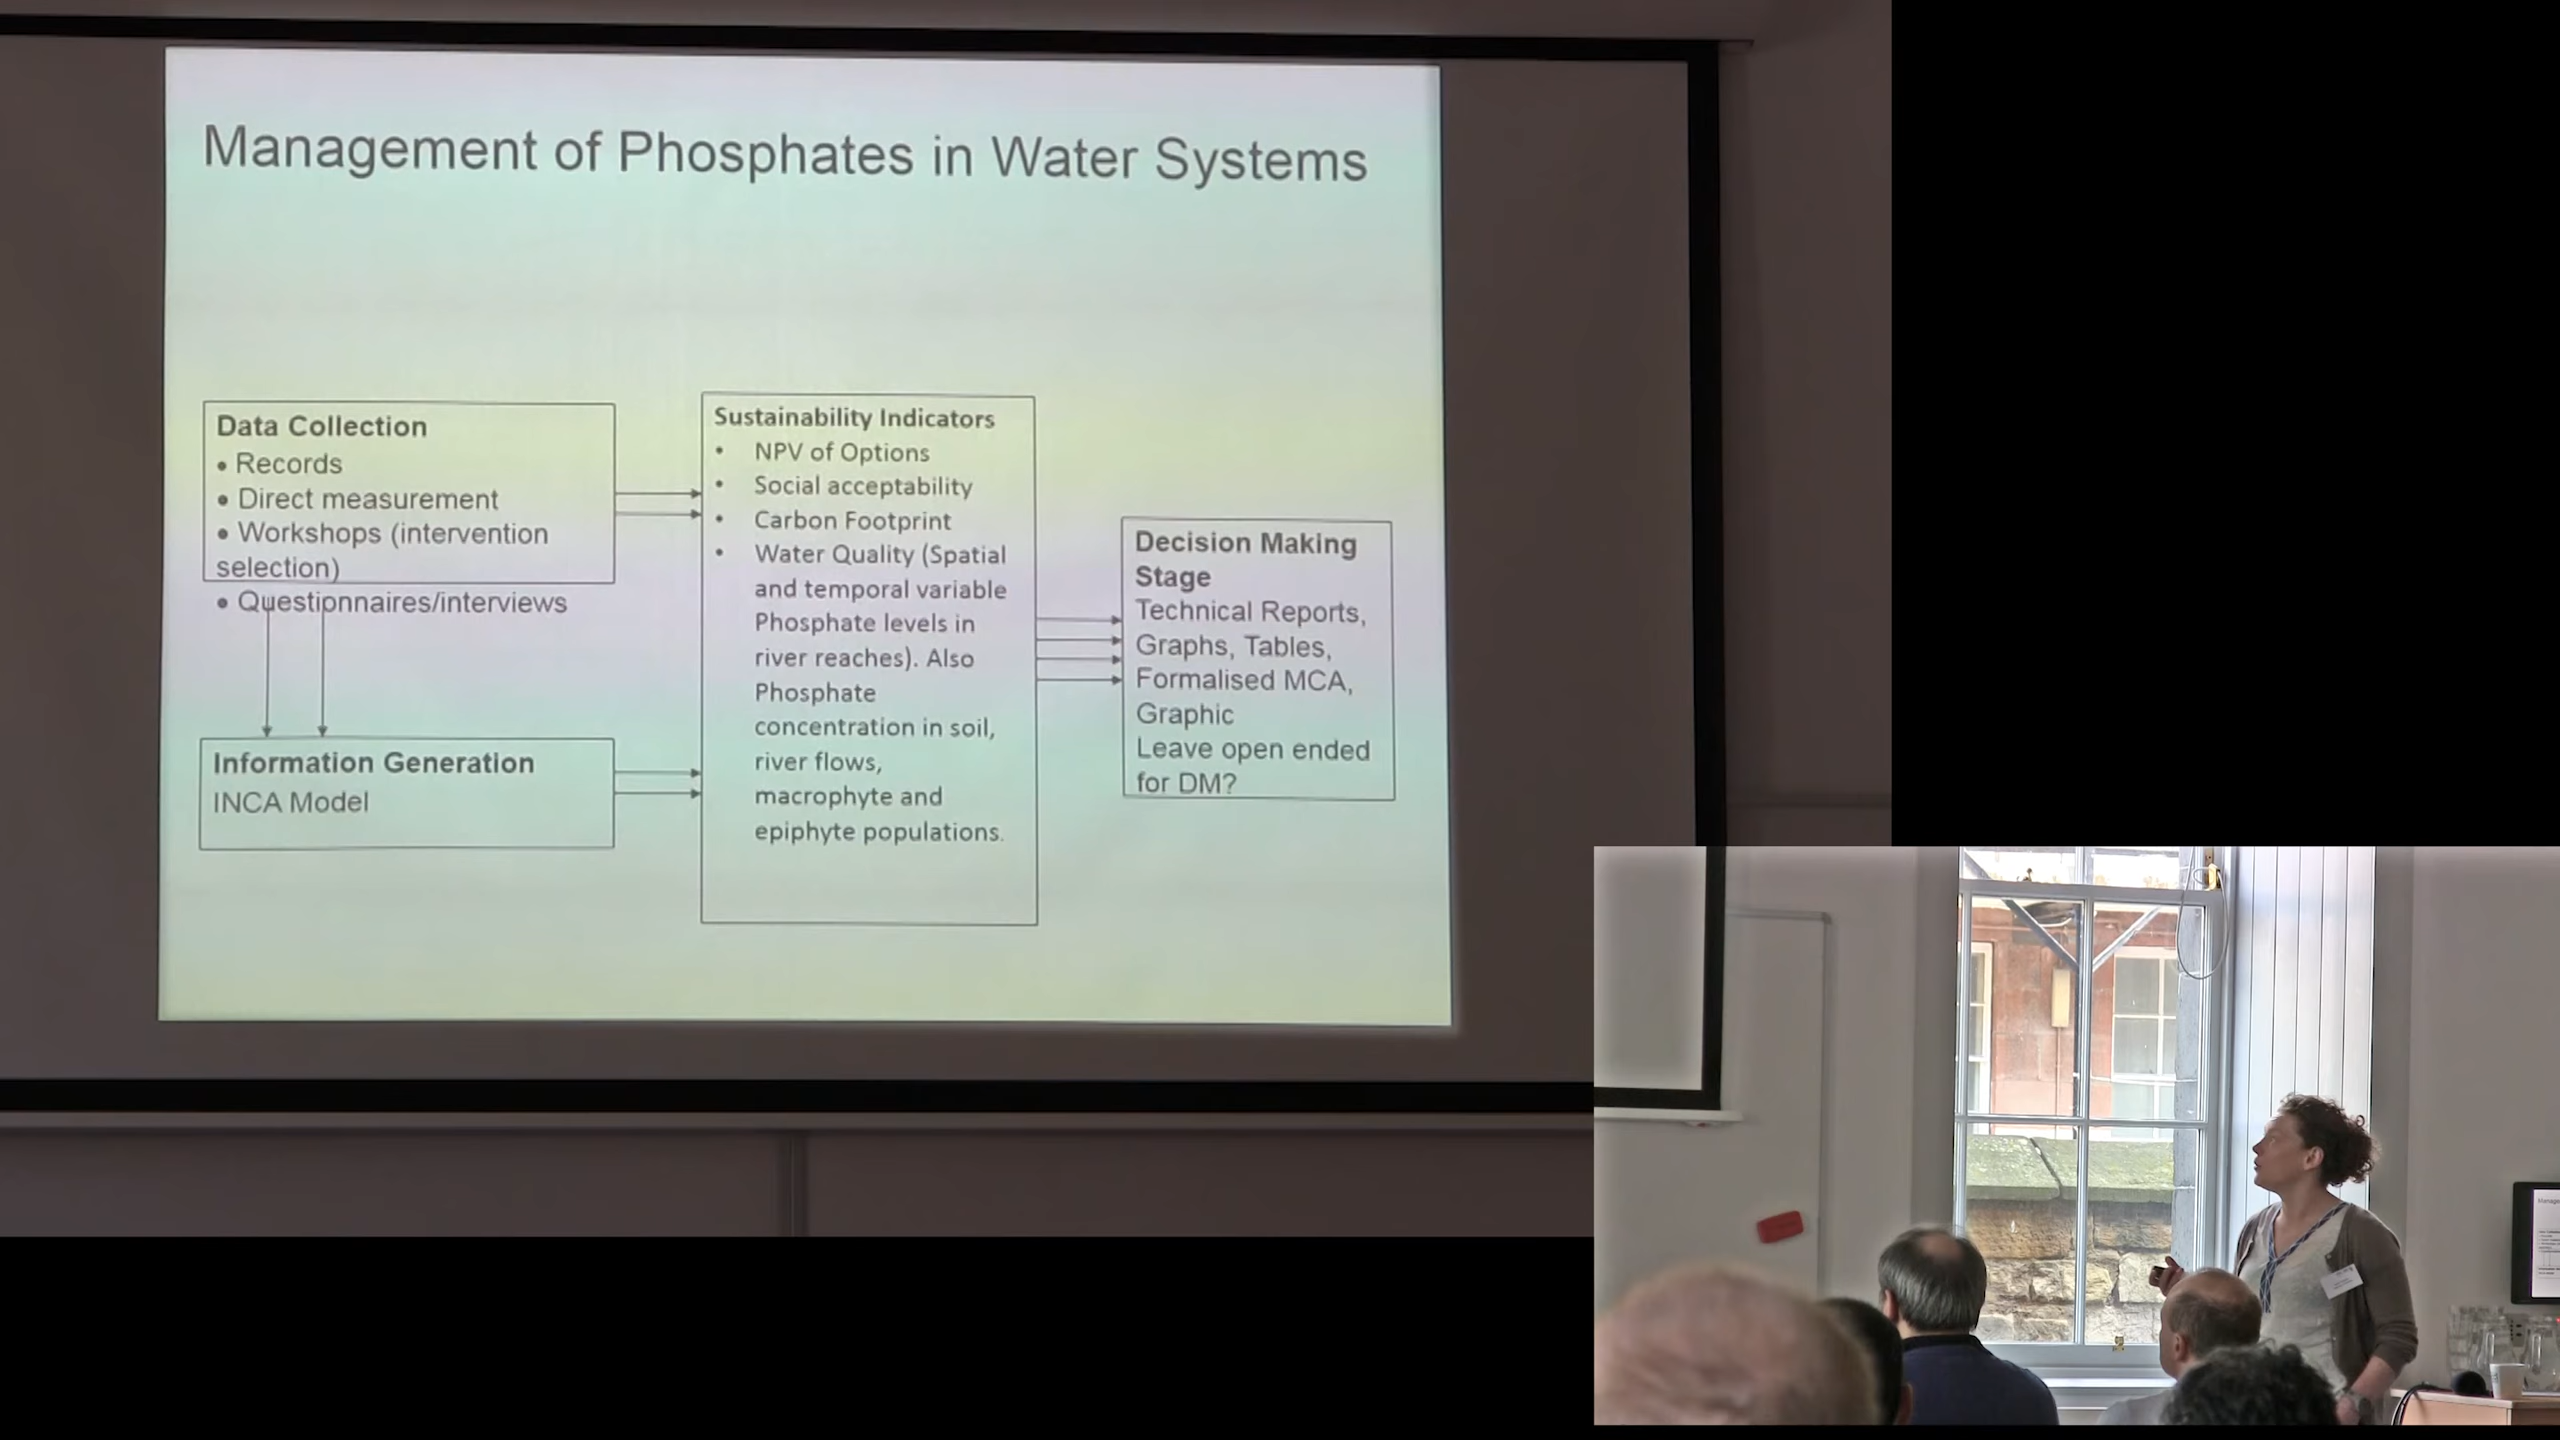 Management of Phosphates in Water Systems
Data Collection
• Records
• Direct measurement
• Workshops (intervention
selection)
• Questionnaires/interviews
Information Generation
INCA Model
Sustainability Indicators
• NPV of Options
• Social acceptability
• Carbon Footprint
• Water Quality (Spatial
and temporal variable
Phosphate levels in
river reaches). Also
Phosphate
concentration in soil,
river flows,
macrophyte and
epiphyte populations.
Decision Making
Stage
Technical Reports,
Graphs, Tables,
Formalised MCA,
Graphic
Leave open ended
for DM?